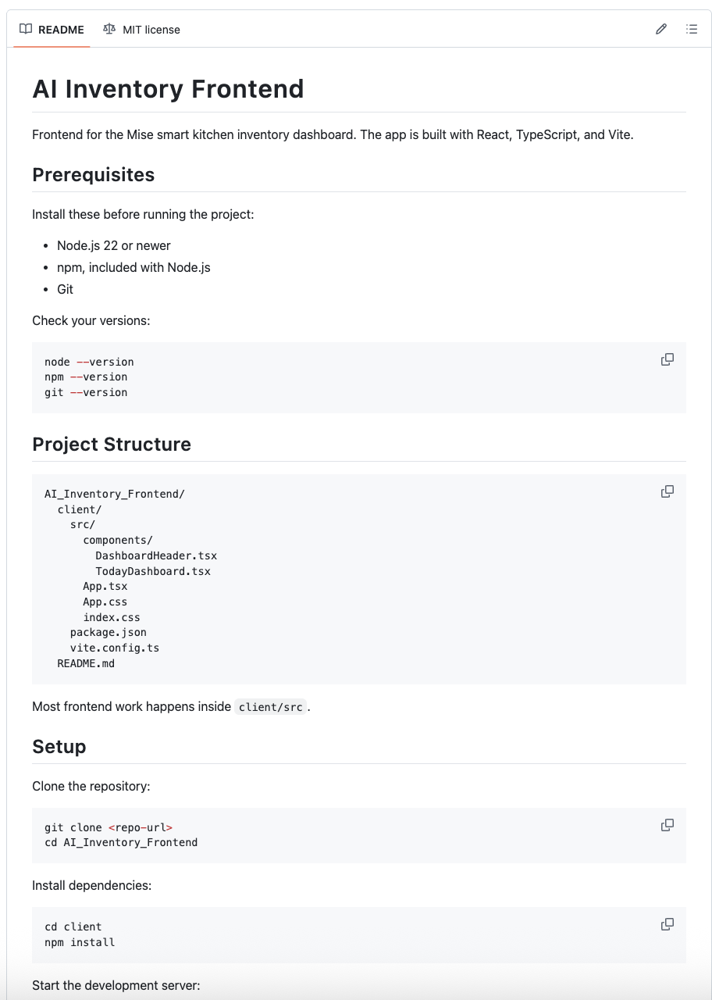 README
MIT license
AI Inventory Frontend
Frontend for the Mise smart kitchen inventory dashboard. The app is built with React, TypeScript, and Vite.
Prerequisites
Install these before running the project:
• Node.js 22 or newer
• npm, included with Node.js
• Git
Check your versions:
node --version
npm --version
git --version
Project Structure
AI_Inventory_Frontend/
  client/
    src/
      components/
        DashboardHeader.tsx
        TodayDashboard.tsx
      App.tsx
      App.css
      index.css
    package.json
    vite.config.ts
  README.md
Most frontend work happens inside client/src.
Setup
Clone the repository:
git clone <repo-url>
cd AI_Inventory_Frontend
Install dependencies:
cd client
npm install
Start the development server: